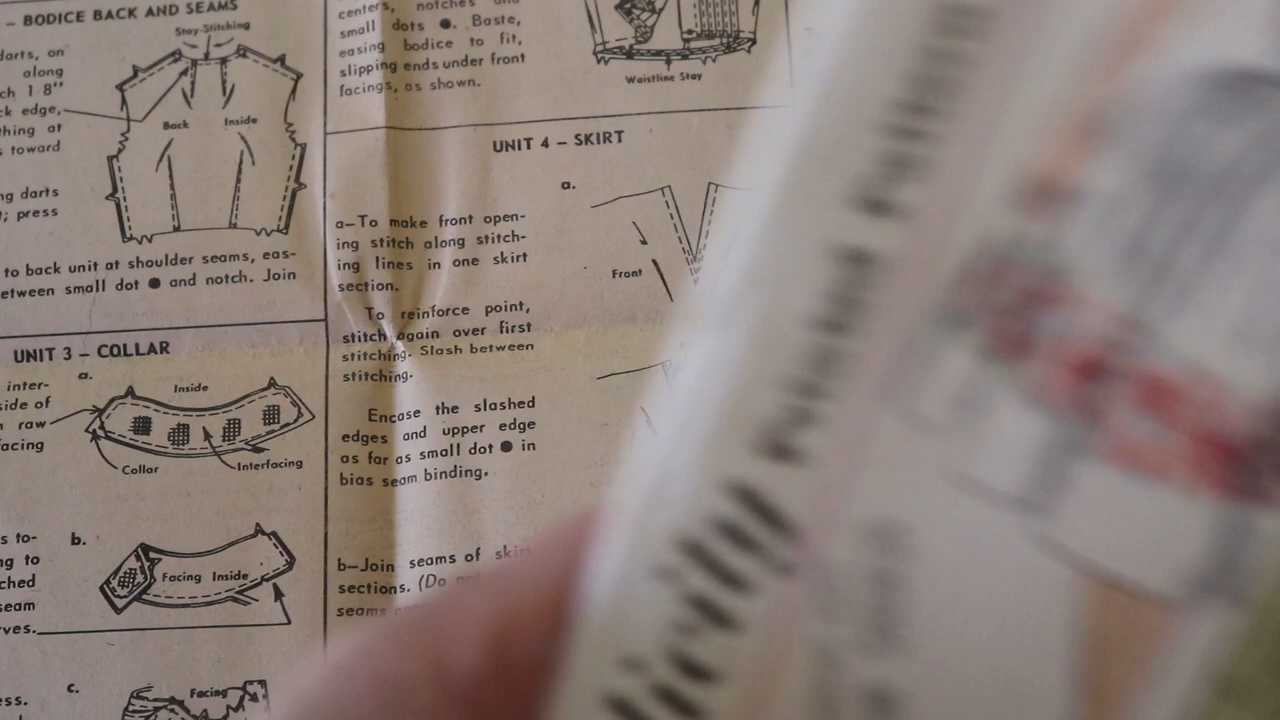 – BODICE BACK AND SEAMS
Stay-Stitching
darts, on
along
ch 1 8"
ck edge,
thing at
s toward
Back Inside
ng darts
t; press
to back unit at shoulder seams, eas-
etween small dot ● and notch. Join
UNIT 3 – COLLAR
a.
inter-
side of
n raw
facing
Inside
Collar
Interfacing
s to-
ng to
ched
seam
rves.
b.
Facing Inside
ess.
c.
Facing
centers, notches and
small dots ●. Baste,
easing bodice to fit,
slipping ends under front
facings, as shown.
Waistline Stay
UNIT 4 – SKIRT
a.
a—To make front open-
ing stitch along stitch-
ing lines in one skirt
section.
To reinforce point,
stitch again over first
stitching. Slash between
stitching.
Encase the slashed
edges and upper edge
as far as small dot ● in
bias seam binding.
Front
b—Join seams of skirt
sections. (Do
seams